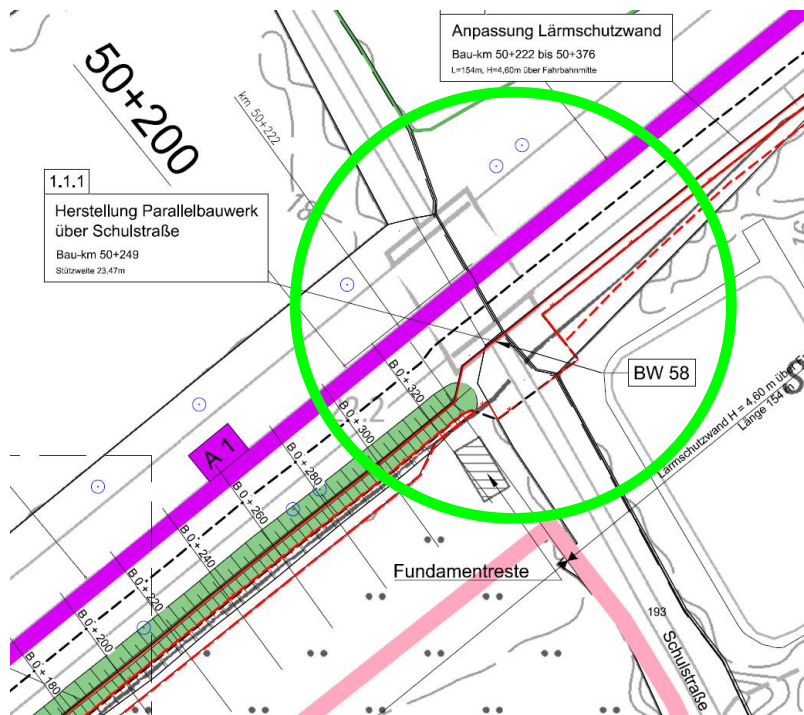 Anpassung Lärmschutzwand
Bau-km 50+222 bis 50+376
L=154m, H=4,60m über Fahrbahnmitte
50+200
km 50+222
1.1.1
Herstellung Parallelbauwerk
über Schulstraße
Bau-km 50+249
Stützweite 23,47m
18
16
BW 58
A 1
B 0+320
B 0+300
B 0+280
B 0+260
B 0+240
B 0+220
B 0+200
B 0+180
Lärmschutzwand H = 4,60 m über
Länge 154 m
Fundamentreste
193
Schulstraße